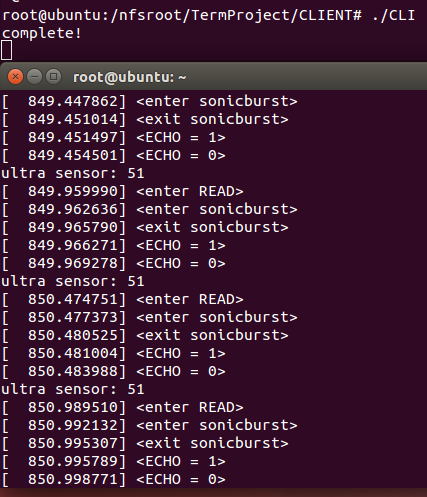 root@ubuntu:/nfsroot/TermProject/CLIENT# ./CLI
complete!
root@ubuntu: ~
[  849.447862] <enter sonicburst>
[  849.451014] <exit sonicburst>
[  849.451497] <ECHO = 1>
[  849.454501] <ECHO = 0>
ultra sensor: 51
[  849.959990] <enter READ>
[  849.962636] <enter sonicburst>
[  849.965790] <exit sonicburst>
[  849.966271] <ECHO = 1>
[  849.969278] <ECHO = 0>
ultra sensor: 51
[  850.474751] <enter READ>
[  850.477373] <enter sonicburst>
[  850.480525] <exit sonicburst>
[  850.481004] <ECHO = 1>
[  850.483988] <ECHO = 0>
ultra sensor: 51
[  850.989510] <enter READ>
[  850.992132] <enter sonicburst>
[  850.995307] <exit sonicburst>
[  850.995789] <ECHO = 1>
[  850.998771] <ECHO = 0>